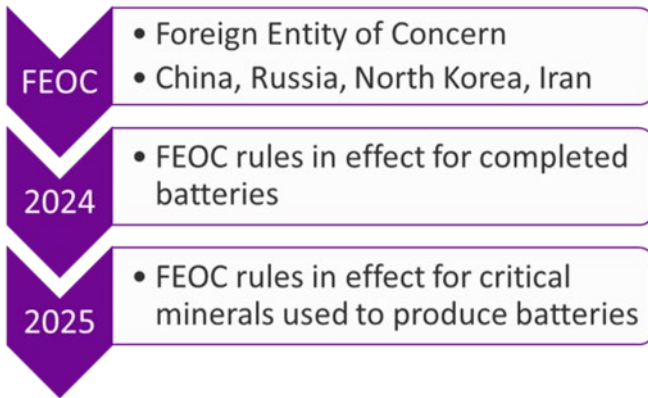 FEOC
• Foreign Entity of Concern
• China, Russia, North Korea, Iran
2024
• FEOC rules in effect for completed
batteries
2025
• FEOC rules in effect for critical
minerals used to produce batteries